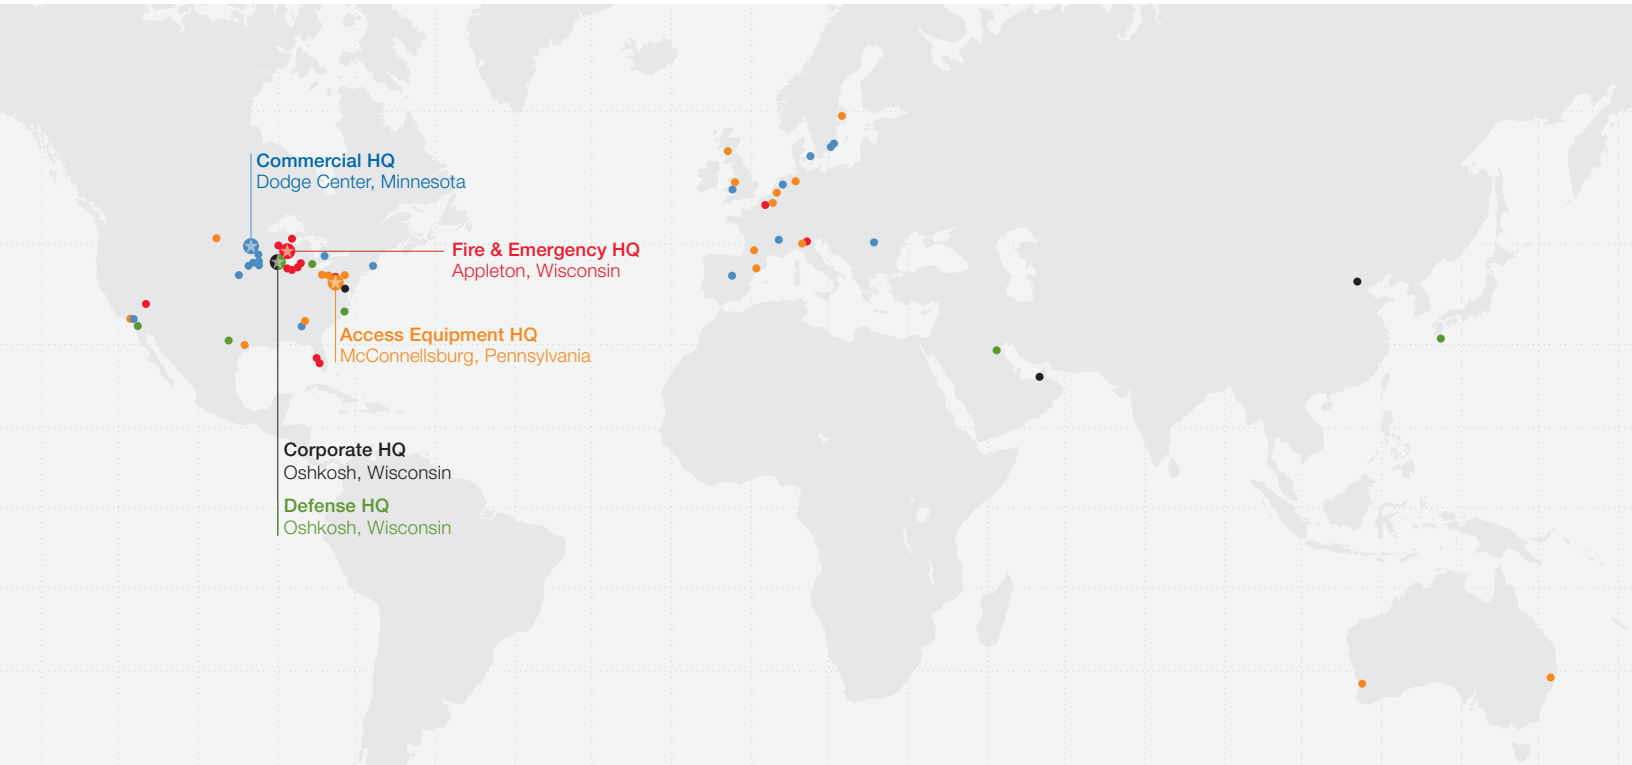 Commercial HQ
Dodge Center, Minnesota
Fire & Emergency HQ
Appleton, Wisconsin
Access Equipment HQ
McConnellsburg, Pennsylvania
Corporate HQ
Oshkosh, Wisconsin
Defense HQ
Oshkosh, Wisconsin